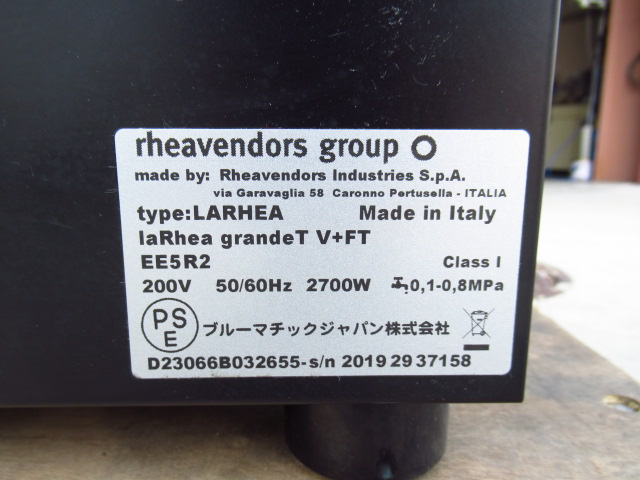 rheavendors group
made by: Rheavendors Industries S.p.A.
via Garavaglia 58 Caronno Pertusella - ITALIA
type:LARHEA Made in Italy
laRhea grandeT V+FT
EE5R2 Class I
200V 50/60Hz 2700W 0,1-0,8MPa
PS
E
ブルーマチックジャパン株式会社
D23066B032655-s/n 2019 29 37158